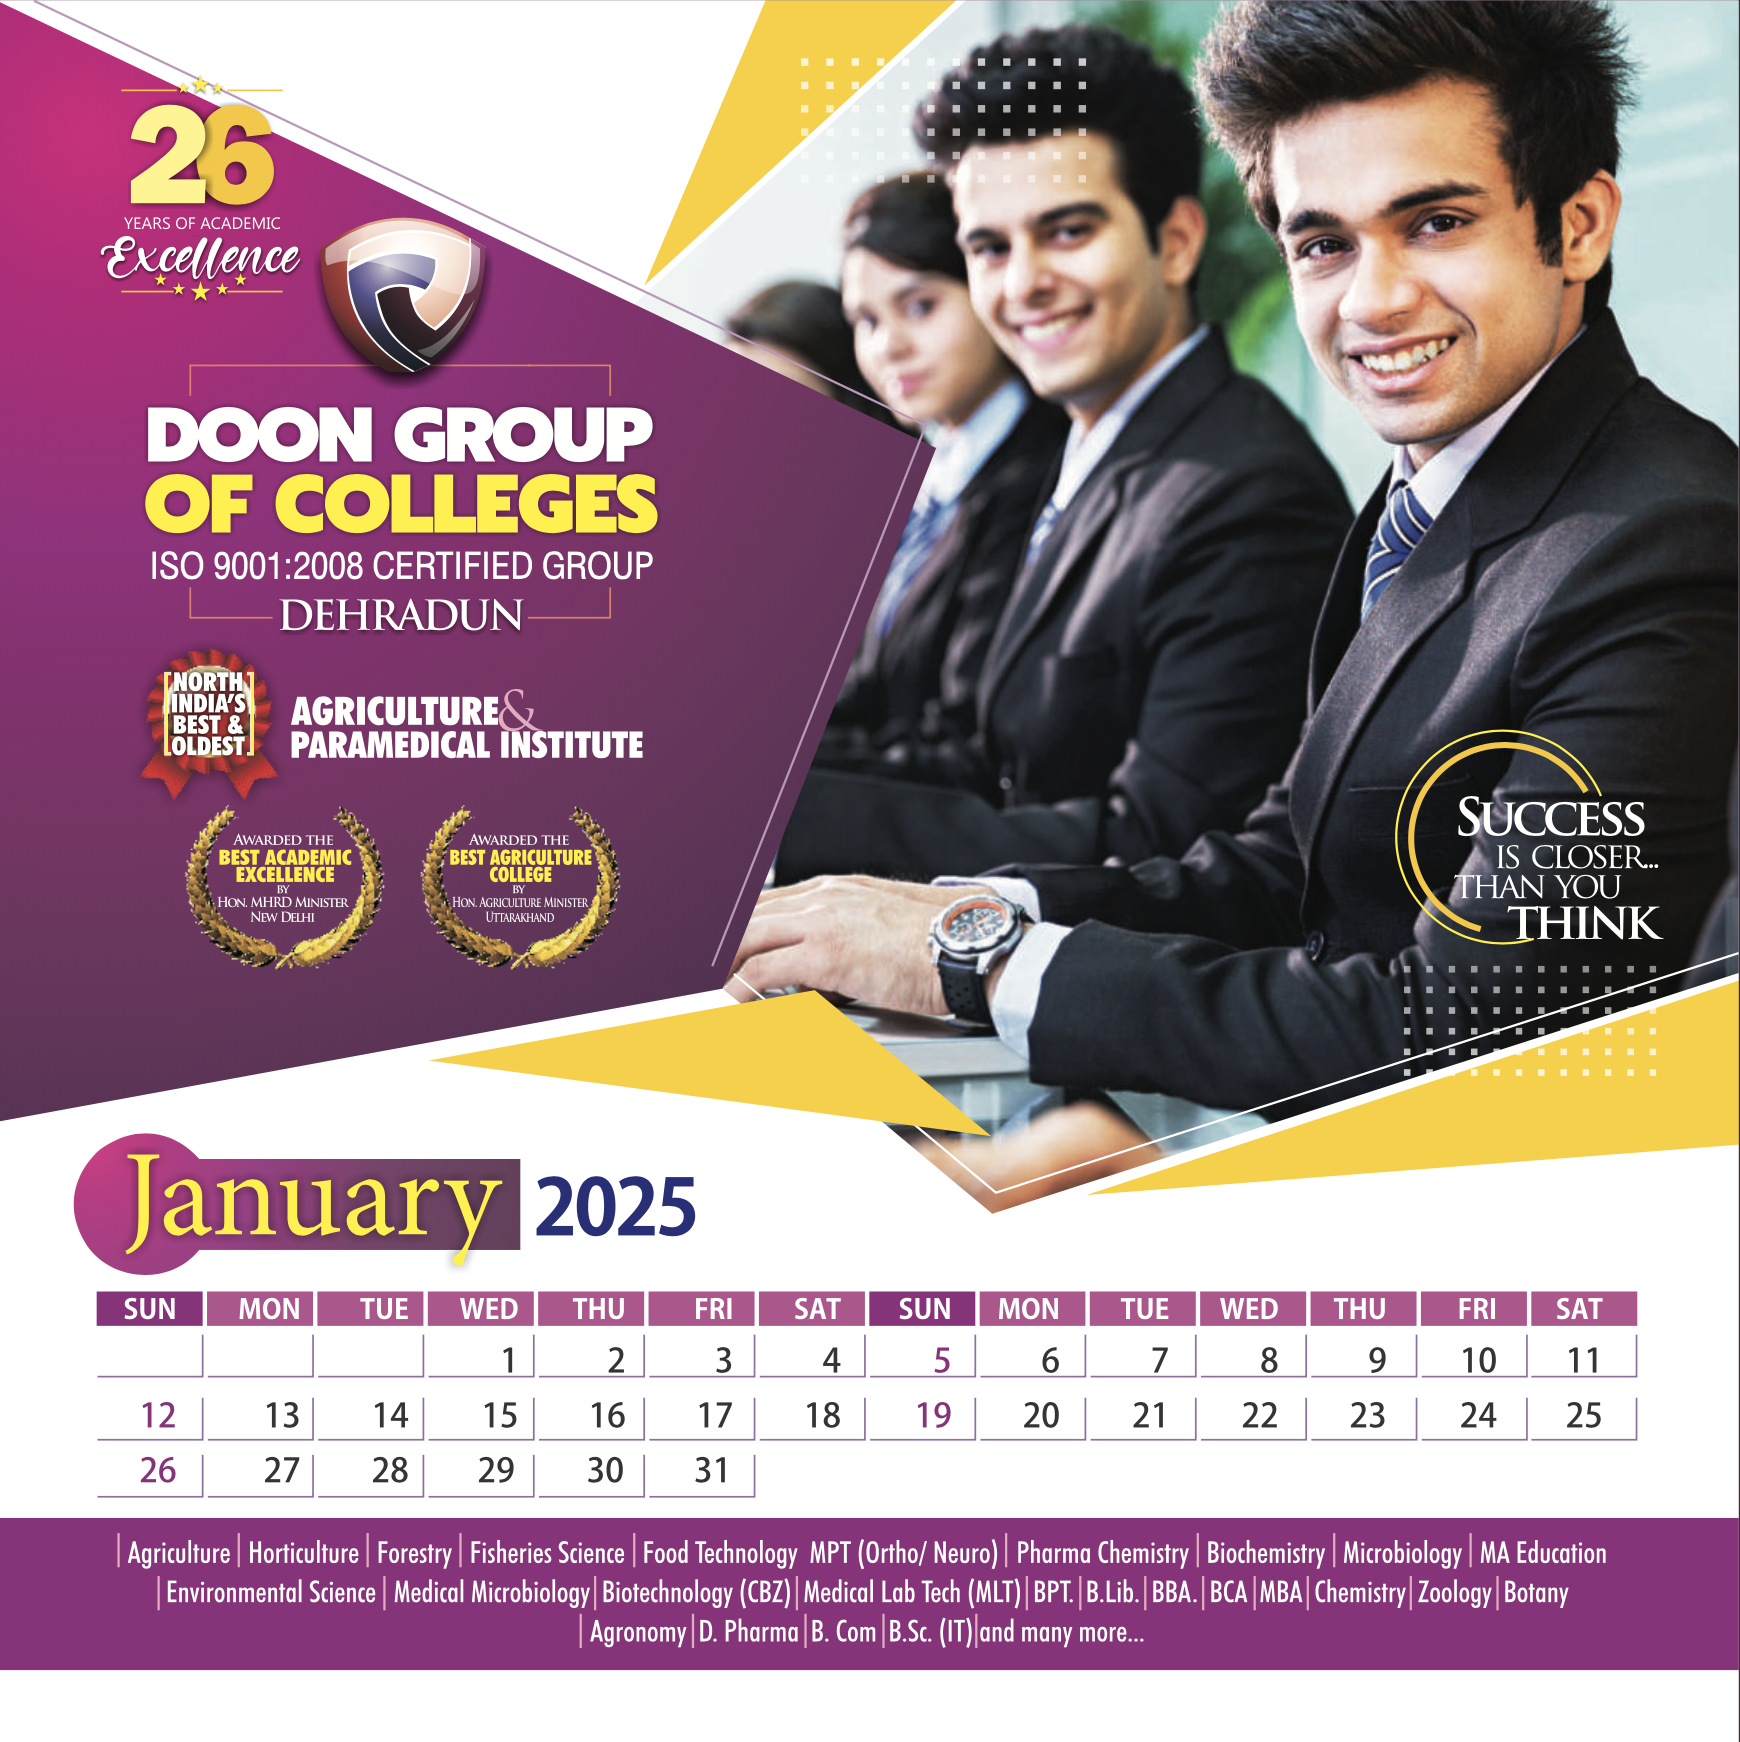 26
YEARS OF ACADEMIC
Excellence
DOON GROUP
OF COLLEGES
ISO 9001:2008 CERTIFIED GROUP
DEHRADUN
NORTH
INDIA'S
BEST &
OLDEST
AGRICULTURE &
PARAMEDICAL INSTITUTE
AWARDED THE
BEST ACADEMIC
EXCELLENCE
BY
HON. MHRD MINISTER
NEW DELHI
AWARDED THE
BEST AGRICULTURE
COLLEGE
BY
HON. AGRICULTURE MINISTER
UTTARAKHAND
SUCCESS
IS CLOSER...
THAN YOU
THINK
January 2025
SUN MON TUE WED THU FRI SAT SUN MON TUE WED THU FRI SAT
1 2 3 4 5 6 7 8 9 10 11
12 13 14 15 16 17 18 19 20 21 22 23 24 25
26 27 28 29 30 31
| Agriculture | Horticulture | Forestry | Fisheries Science | Food Technology MPT (Ortho/ Neuro) | Pharma Chemistry | Biochemistry | Microbiology | MA Education
| Environmental Science | Medical Microbiology | Biotechnology (CBZ) | Medical Lab Tech (MLT) | BPT. | B.Lib. | BBA. | BCA | MBA | Chemistry | Zoology | Botany
| Agronomy | D. Pharma | B. Com | B.Sc. (IT) | and many more...